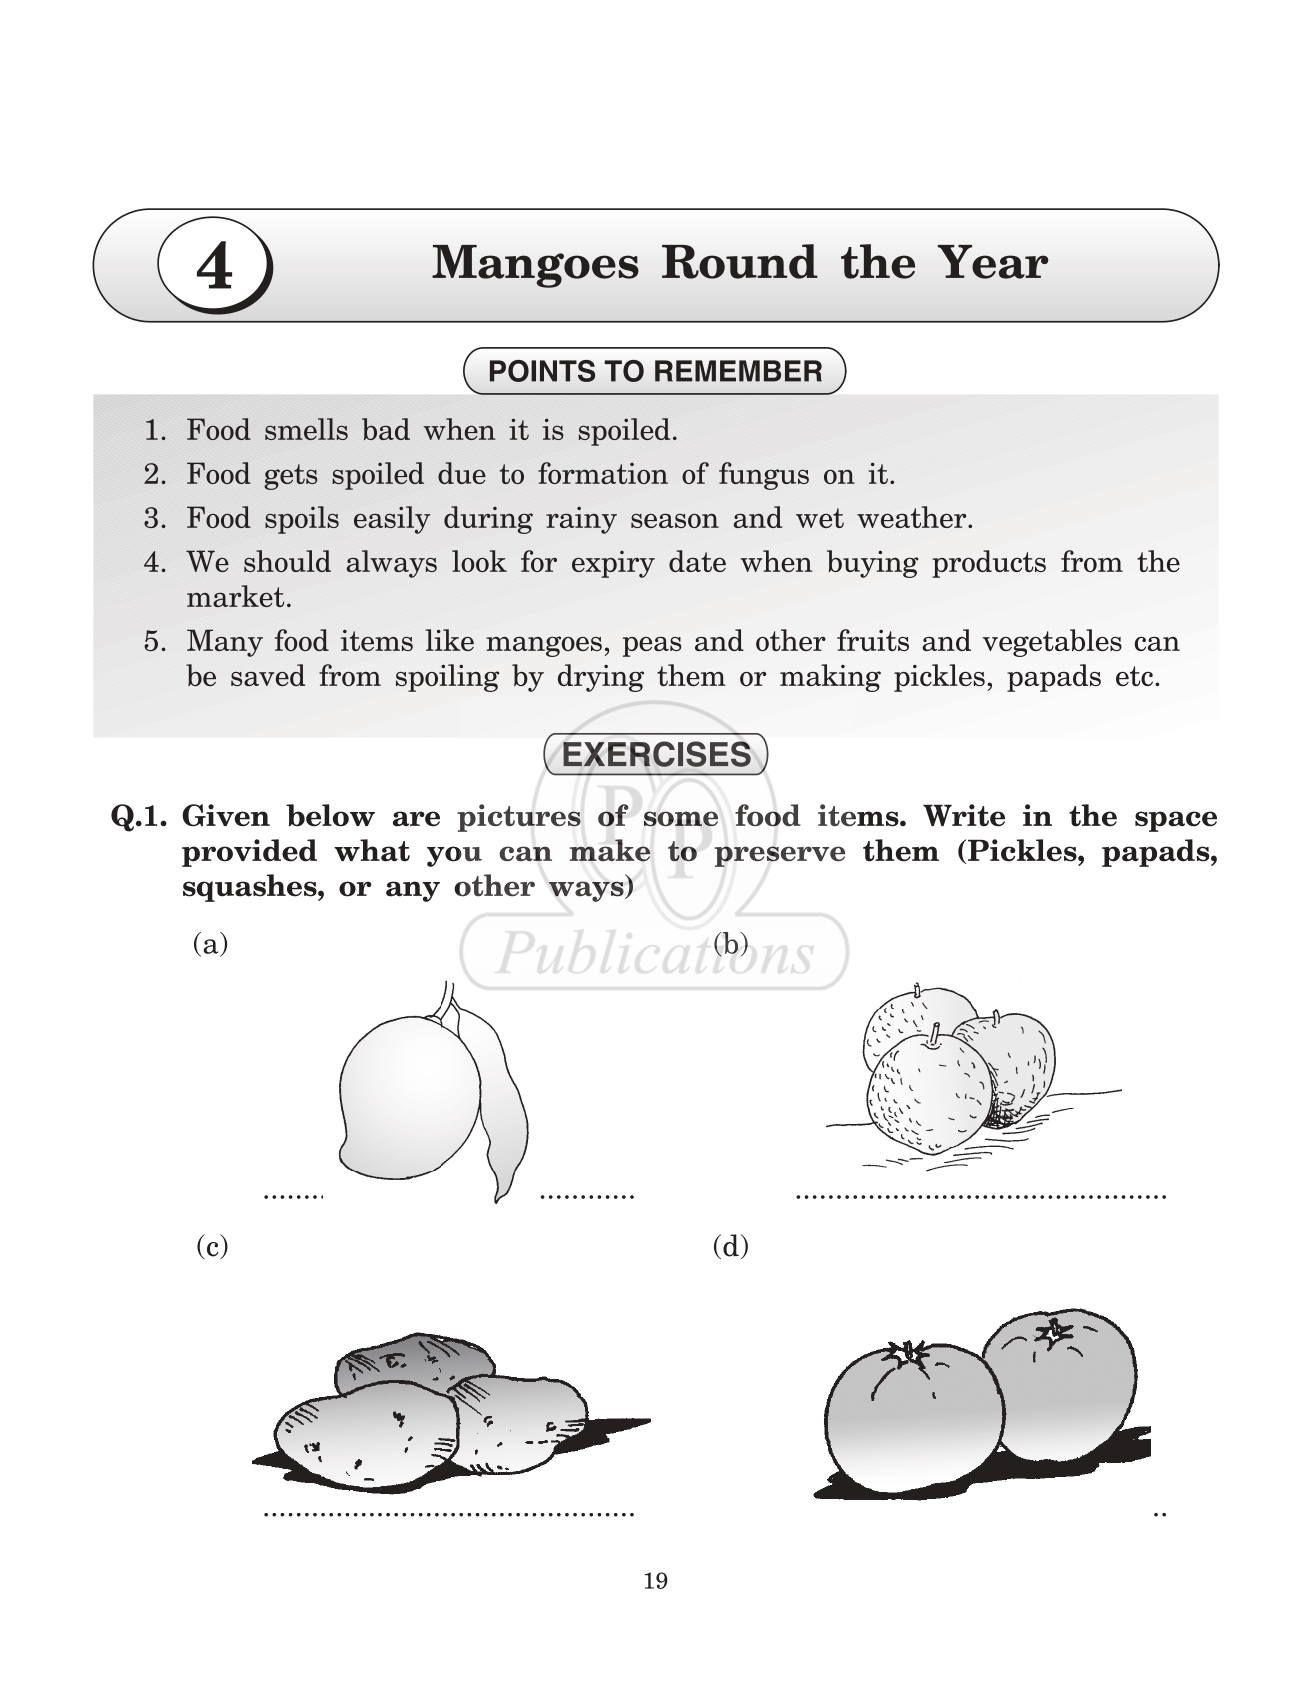 4
Mangoes Round the Year
POINTS TO REMEMBER
1. Food smells bad when it is spoiled.
2. Food gets spoiled due to formation of fungus on it.
3. Food spoils easily during rainy season and wet weather.
4. We should always look for expiry date when buying products from the
market.
5. Many food items like mangoes, peas and other fruits and vegetables can
be saved from spoiling by drying them or making pickles, papads etc.
EXERCISES
Q.1. Given below are pictures of some food items. Write in the space
provided what you can make to preserve them (Pickles, papads,
squashes, or any other ways)
PP
Publications
(a) (b)
....... ............ ..............................................
(c) (d)
.............................................. ..
19